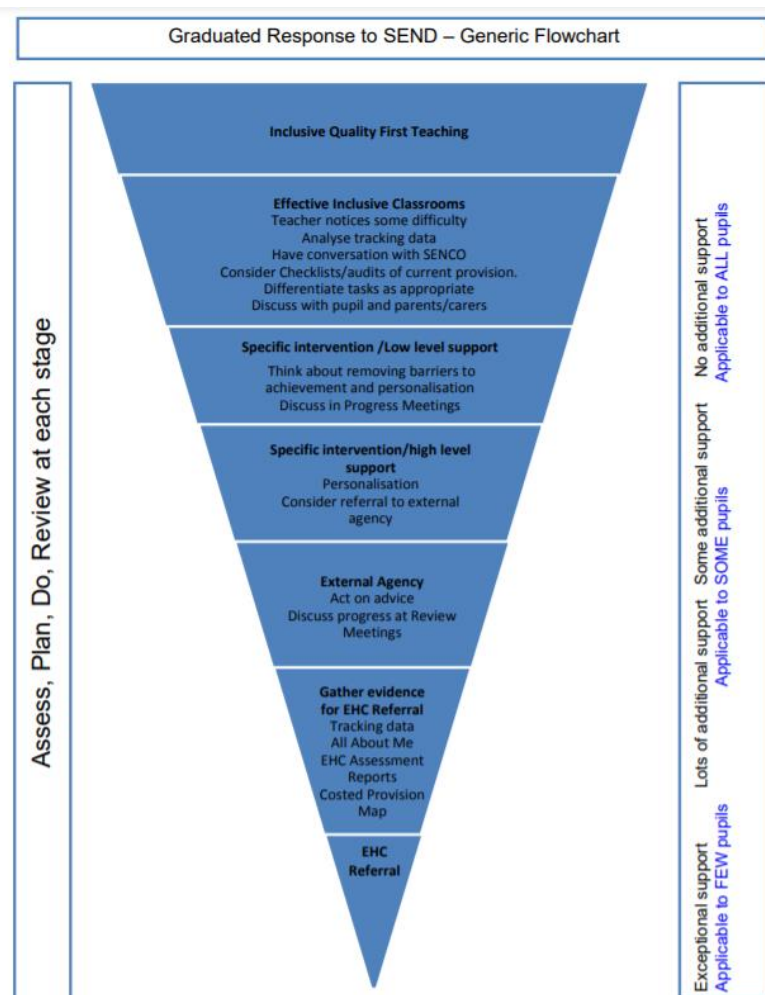 Graduated Response to SEND – Generic Flowchart
Assess, Plan, Do, Review at each stage
Inclusive Quality First Teaching
Effective Inclusive Classrooms
Teacher notices some difficulty
Analyse tracking data
Have conversation with SENCO
Consider Checklists/audits of current provision.
Differentiate tasks as appropriate
Discuss with pupil and parents/carers
Specific intervention /Low level support
Think about removing barriers to
achievement and personalisation
Discuss in Progress Meetings
Specific intervention/high level
support
Personalisation
Consider referral to external
agency
External Agency
Act on advice
Discuss progress at Review
Meetings
Gather evidence
for EHC Referral
Tracking data
All About Me
EHC Assessment
Reports
Costed Provision
Map
EHC
Referral
No additional support
Applicable to ALL pupils
Some additional support
Lots of additional support
Applicable to SOME pupils
Exceptional support
Applicable to FEW pupils